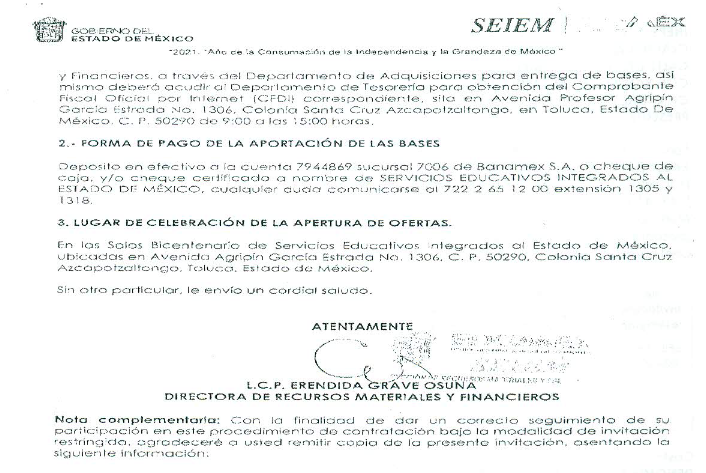 GOBIERNO DEL
ESTADO DE MÉXICO
SEIEM
"2021. "Año de la Consumación de la Independencia y la Grandeza de México"
y Financieros, a través del Departamento de Adquisiciones para entrega de bases, así
mismo deberá acudir al Departamento de Tesorería para obtención del Comprobante
Fiscal Oficial por Internet (CFDI) correspondiente, sita en Avenida Profesor Agripín
García Estrada No. 1306, Colonia Santa Cruz Azcapotzaltongo, en Toluca, Estado De
México, C. P. 50290 de 9:00 a las 15:00 horas.
2.- FORMA DE PAGO DE LA APORTACIÓN DE LAS BASES
Deposito en efectivo a la cuenta 7944869 sucursal 7006 de Banamex S.A. o cheque de
caja, y/o cheque certificado a nombre de SERVICIOS EDUCATIVOS INTEGRADOS AL
ESTADO DE MÉXICO, cualquier duda comunicarse al 722 2 65 12 00 extensión 1305 y
1318.
3. LUGAR DE CELEBRACIÓN DE LA APERTURA DE OFERTAS.
En las Salas Bicentenario de Servicios Educativos Integrados al Estado de México,
ubicadas en Avenida Agripín García Estrada No. 1306, C. P. 50290, Colonia Santa Cruz
Azcapotzaltongo, Toluca, Estado de México.
Sin otro particular, le envío un cordial saludo.
ATENTAMENTE
L.C.P. ERENDIDA GRAVE OSUNA
DIRECTORA DE RECURSOS MATERIALES Y FINANCIEROS
Nota complementaria: Con la finalidad de dar un correcto seguimiento de su
participación en este procedimiento de contratación bajo la modalidad de invitación
restringida, agradeceré a usted remitir copia de la presente invitación, asentando la
siguiente información: